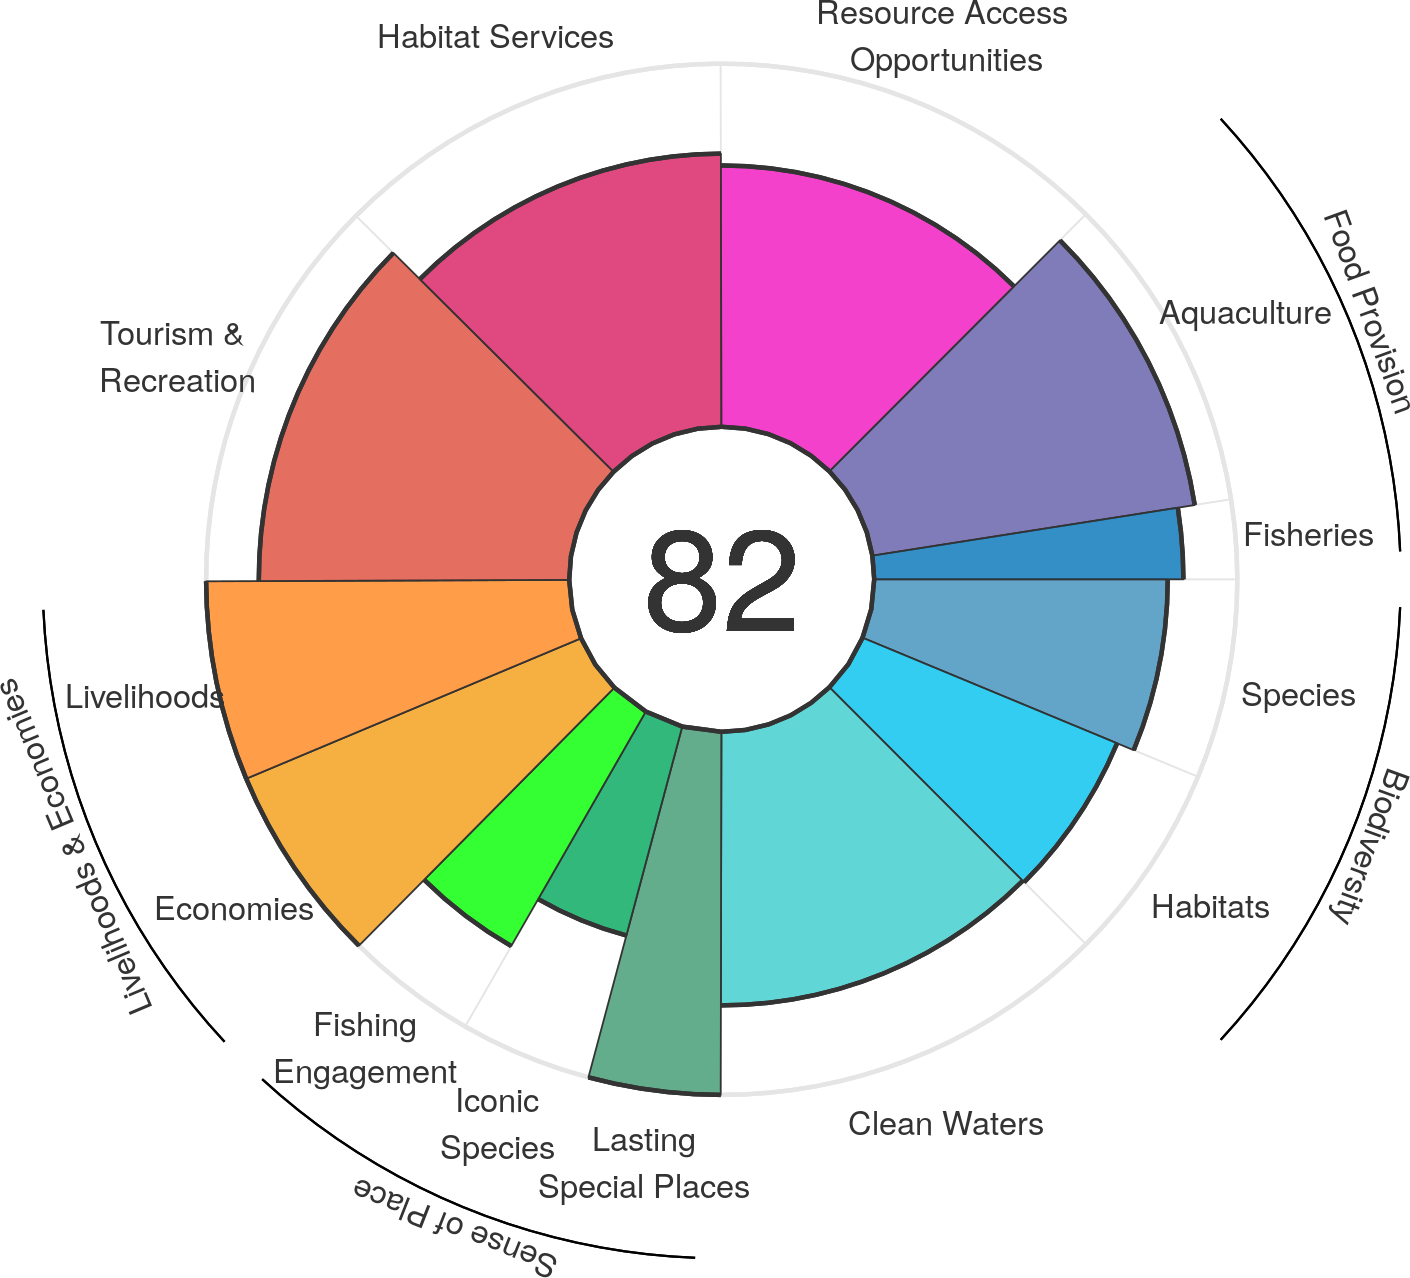 Resource Access
Opportunities
Habitat Services
Food Provision
Aquaculture
Tourism &
Recreation
Fisheries
82
Livelihoods
Species
Livelihoods & Economies
Biodiversity
Economies
Habitats
Fishing
Engagement
Iconic
Species
Lasting
Special Places
Clean Waters
Sense of Place